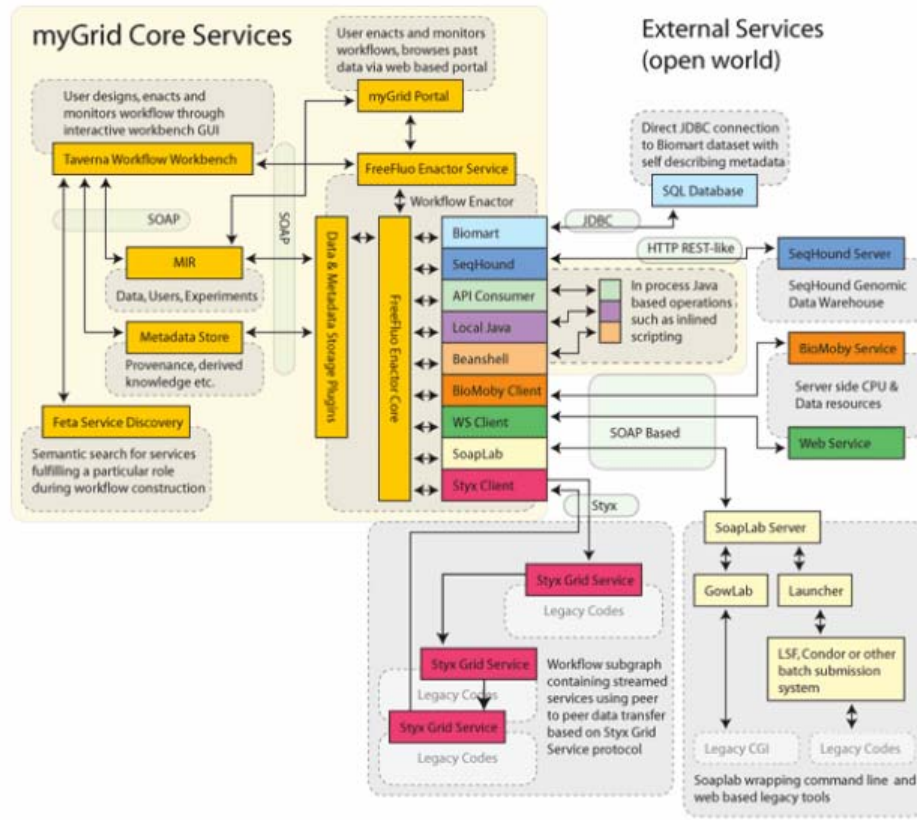 myGrid Core Services
User enacts and monitors
workflows, browses past
data via web based portal
myGrid Portal
User designs, enacts and
monitors workflow through
interactive workbench GUI
Taverna Workflow Workbench
FreeFluo Enactor Service
Workflow Enactor
SOAP
SOAP
MIR
Data, Users, Experiments
Metadata Store
Provenance, derived
knowledge etc.
Feta Service Discovery
Semantic search for services
fulfilling a particular role
during workflow construction
Data & Metadata Storage Plugins
FreeFluo Enactor Core
Biomart
SeqHound
API Consumer
Local Java
Beanshell
BioMoby Client
WS Client
SoapLab
Styx Client
External Services
(open world)
Direct JDBC connection
to Biomart dataset with
self describing metadata
SQL Database
JDBC
HTTP REST-like
SeqHound Server
SeqHound Genomic
Data Warehouse
In process Java
based operations
such as inlined
scripting
BioMoby Service
Server side CPU &
Data resources
Web Service
SOAP Based
Styx
Styx Grid Service
Legacy Codes
Styx Grid Service
Legacy Codes
Styx Grid Service
Legacy Codes
Workflow subgraph
containing streamed
services using peer
to peer data transfer
based on Styx Grid
Service protocol
SoapLab Server
GowLab
Launcher
LSF, Condor or other
batch submission
system
Legacy CGI
Legacy Codes
Soaplab wrapping command line and
web based legacy tools